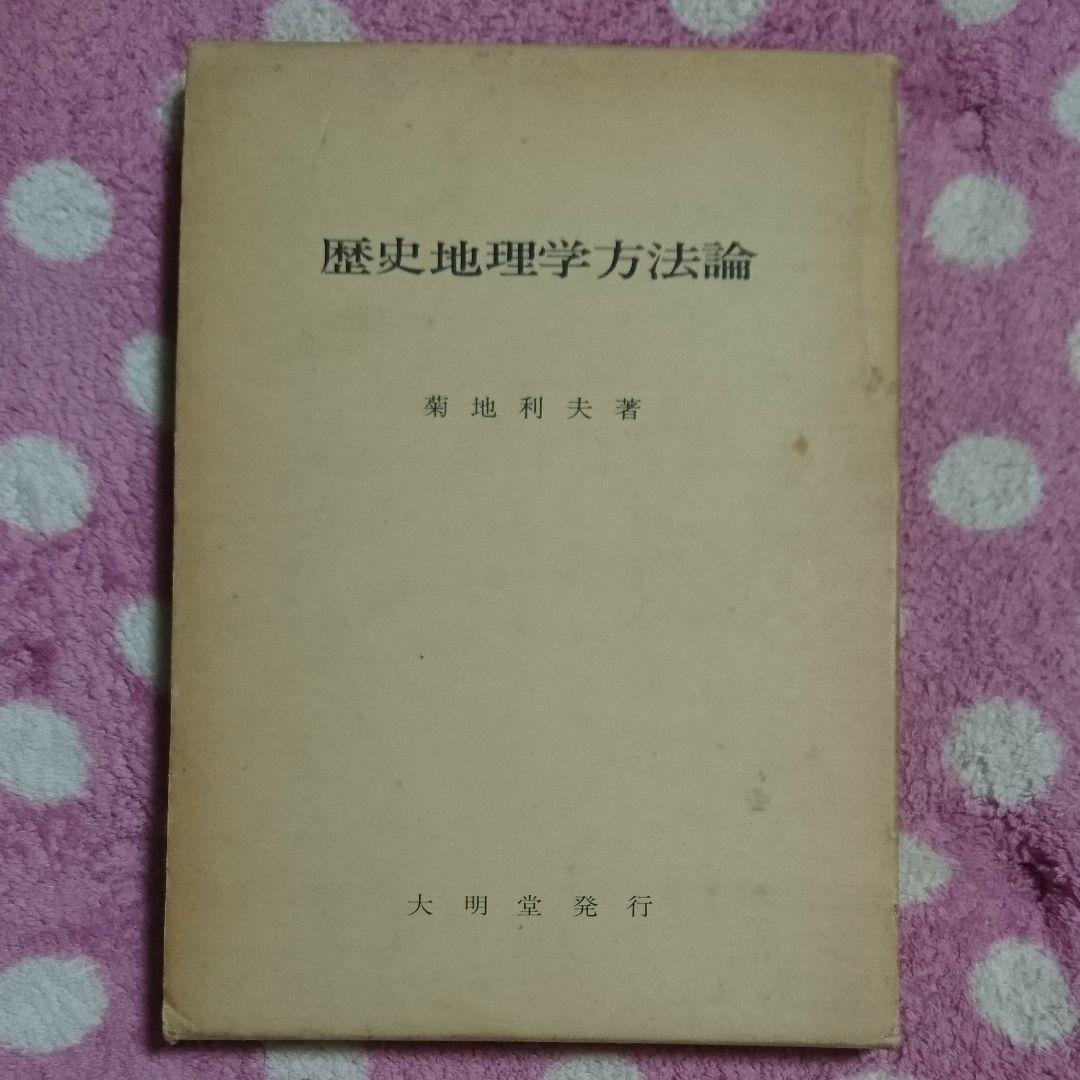 歴史地理学方法論
菊地利夫著
大明堂発行